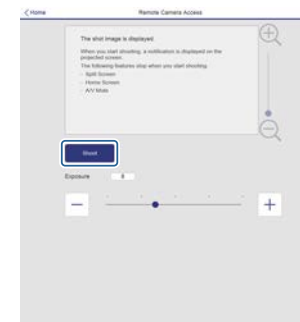 < Home
Remote Camera Access
The shot image is displayed.
When you start shooting, a notification is displayed on the
projected screen.
The following features stop when you start shooting.
- Split Screen
- Home Screen
- A/V Mute
Shoot
Exposure